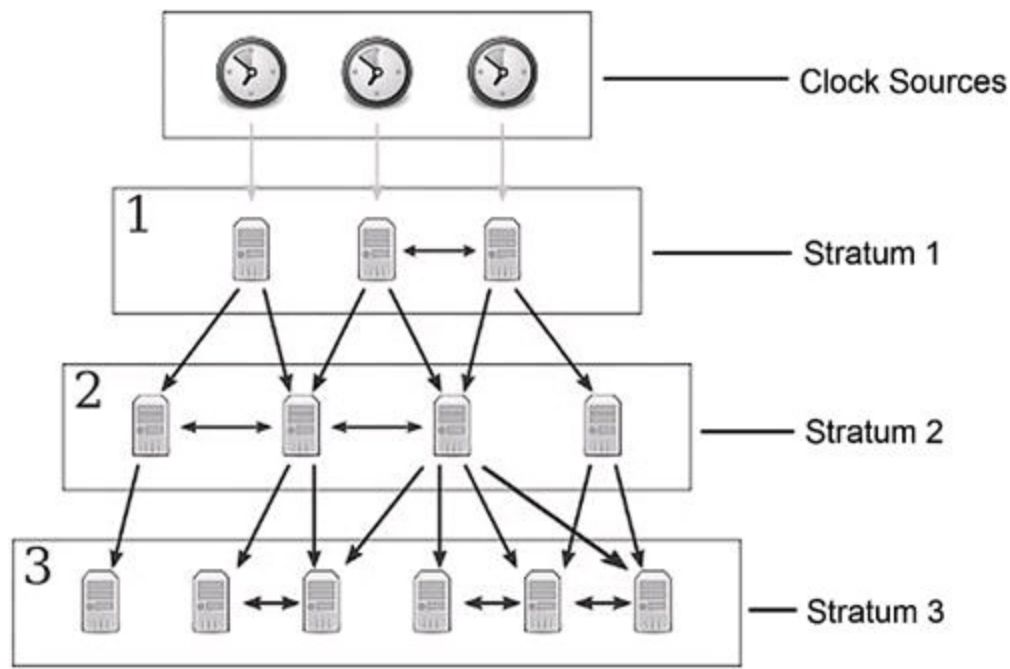 Clock Sources
1
Stratum 1
2
Stratum 2
3
Stratum 3